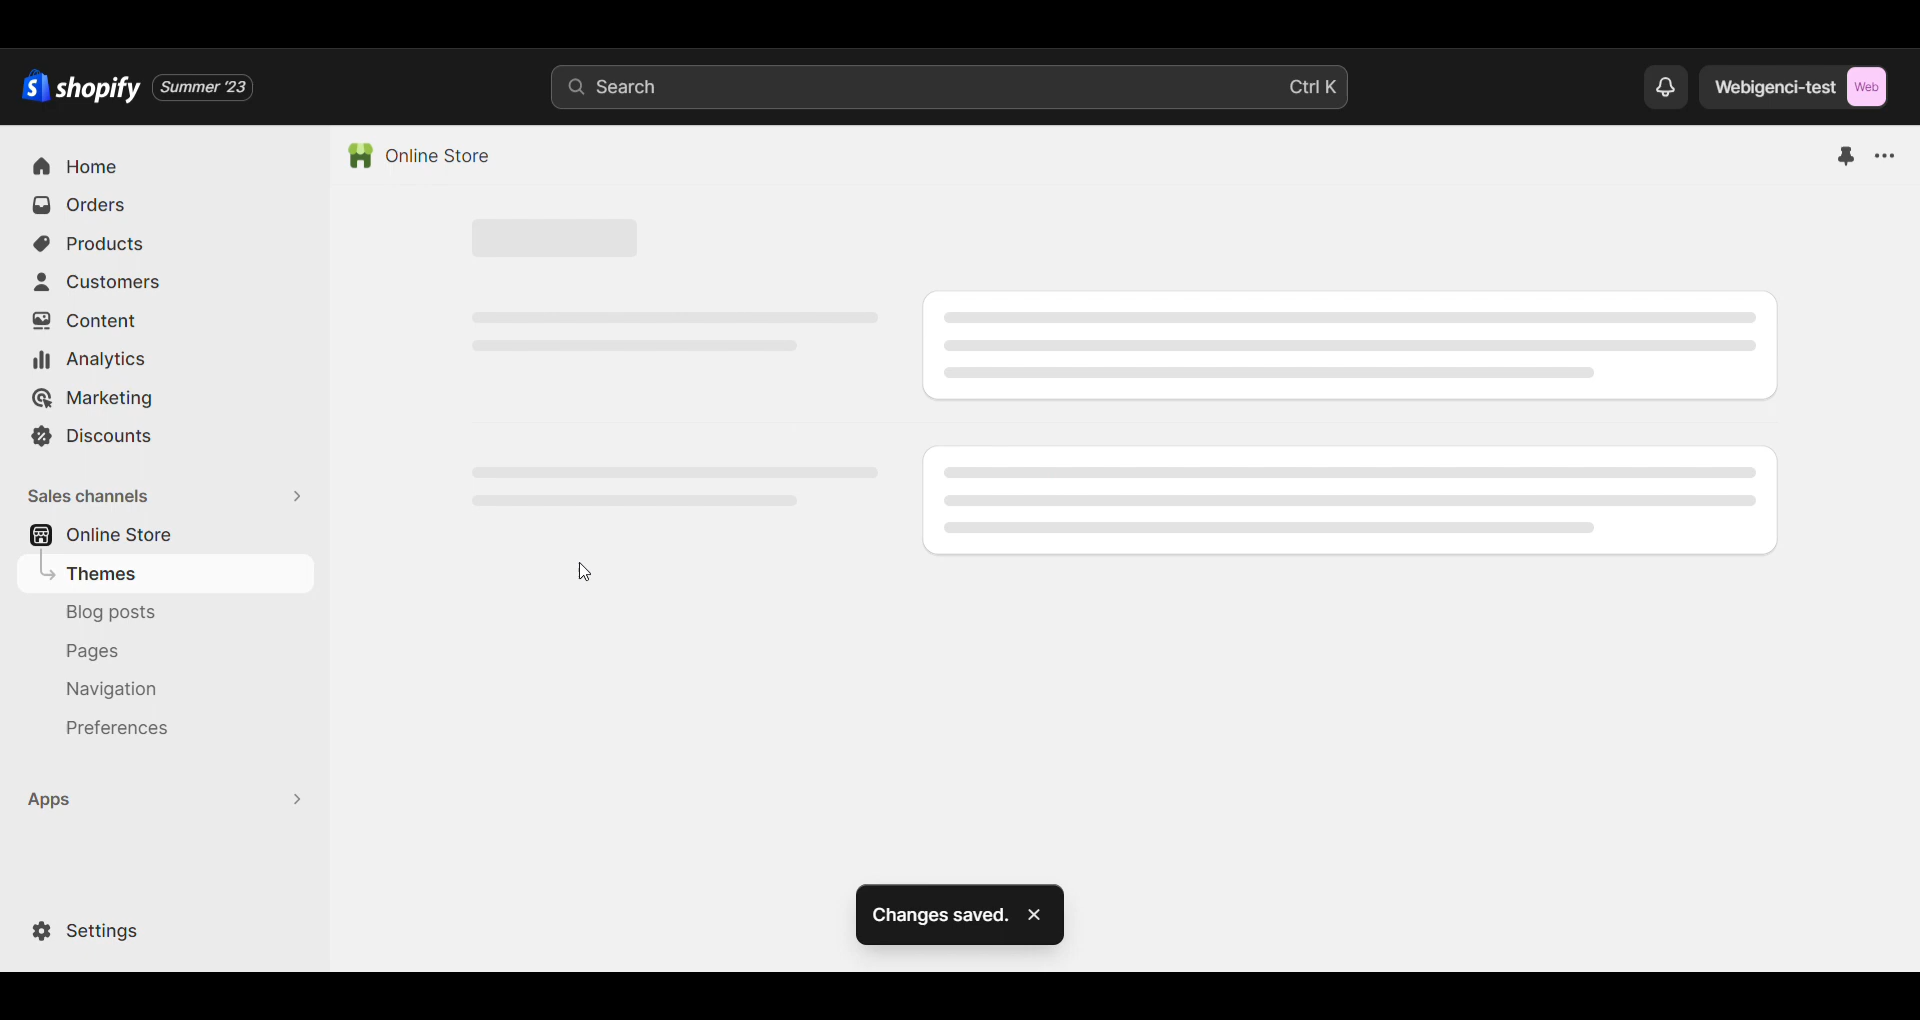 shopify Summer '23
Search Ctrl K
Webigenci-test Web
Online Store
Home
Orders
Products
Customers
Content
Analytics
Marketing
Discounts
Sales channels
Online Store
Themes
Blog posts
Pages
Navigation
Preferences
Apps
Settings
Changes saved.